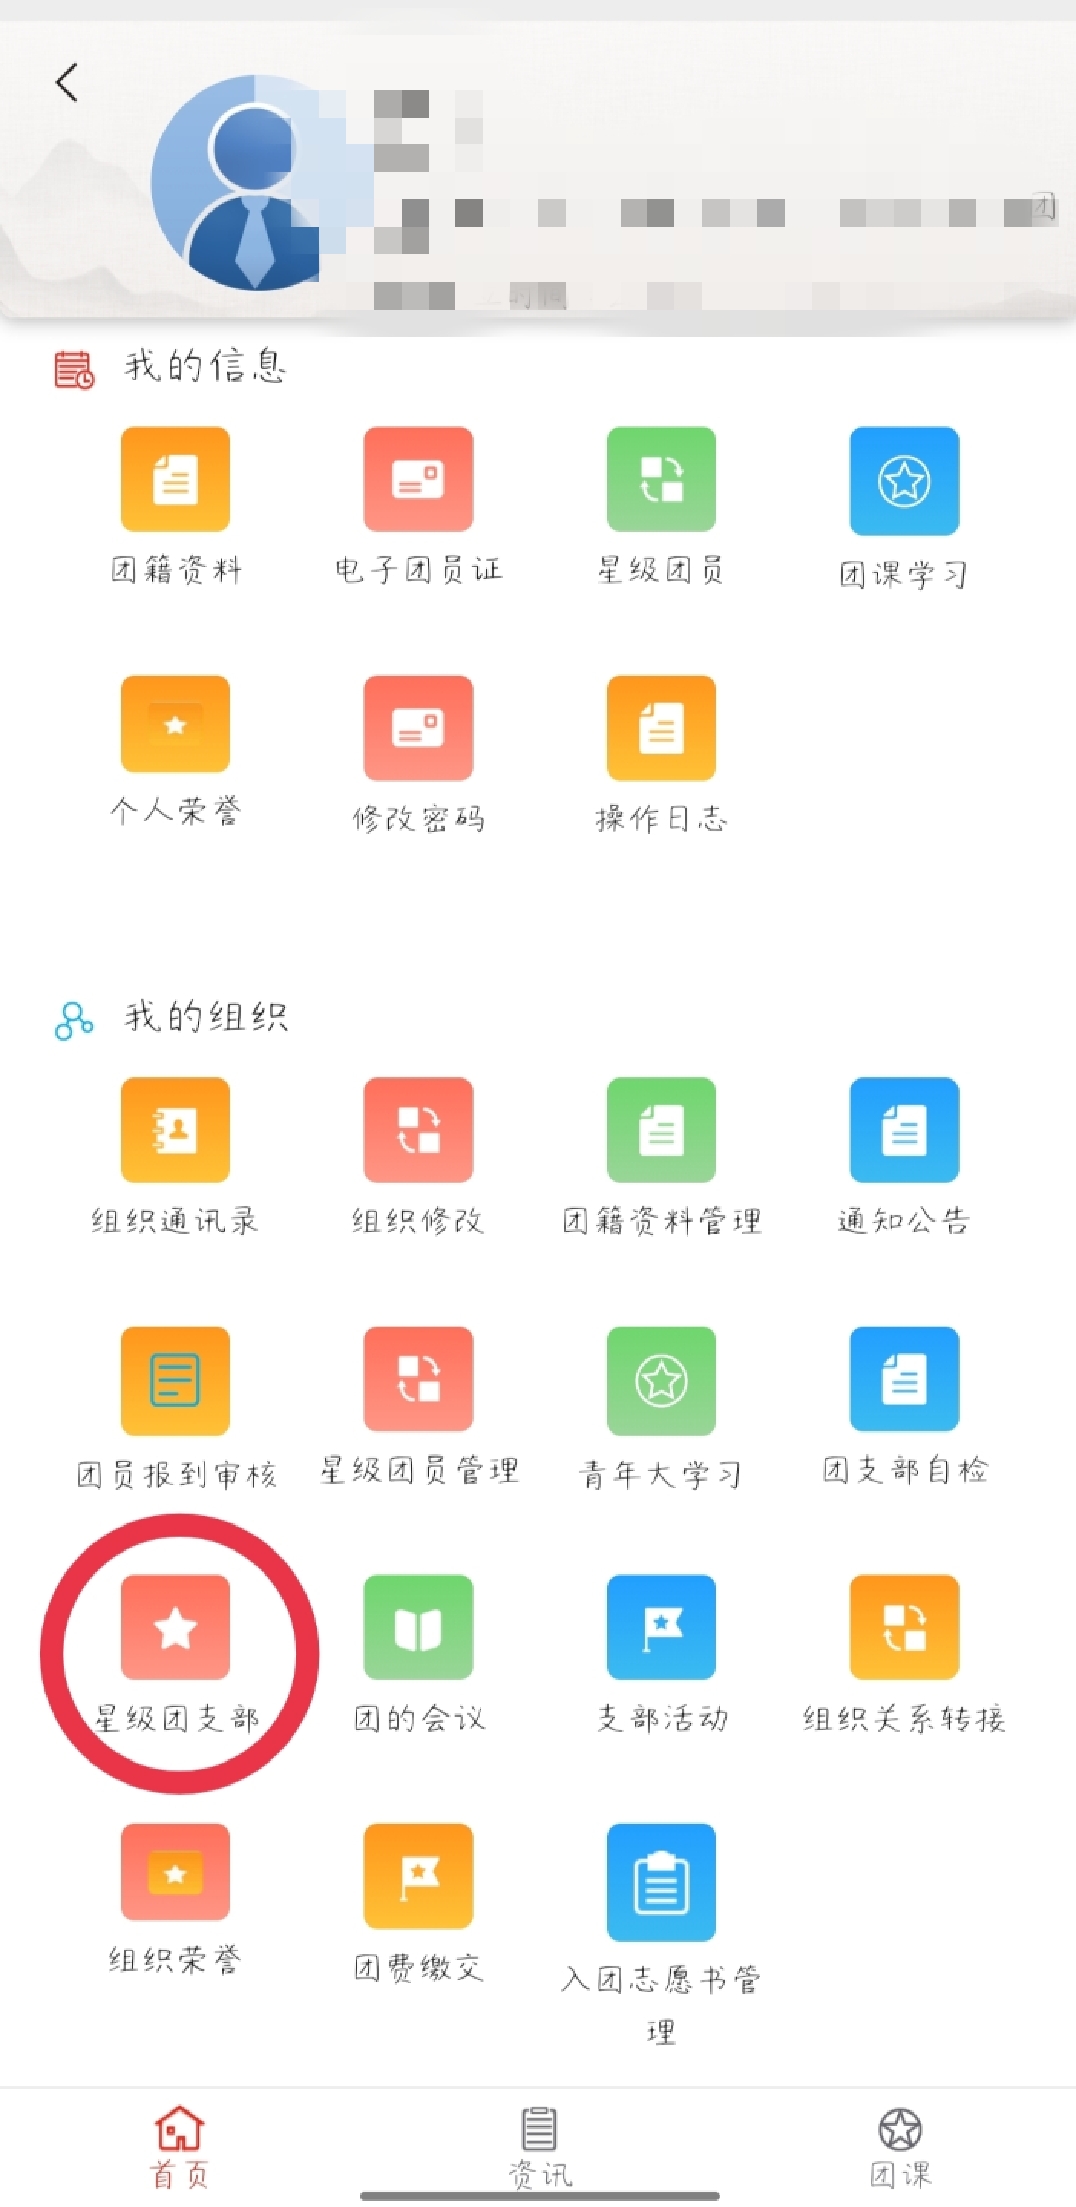 团
我的信息
团籍资料 电子团员证 星级团员 团课学习
个人荣誉 修改密码 操作日志
我的组织
组织通讯录 组织修改 团籍资料管理 通知公告
团员报到审核 星级团员管理 青年大学习 团支部自检
星级团支部 团的会议 支部活动 组织关系转接
组织荣誉 团费缴交 入团志愿书管
理
首页 资讯 团课